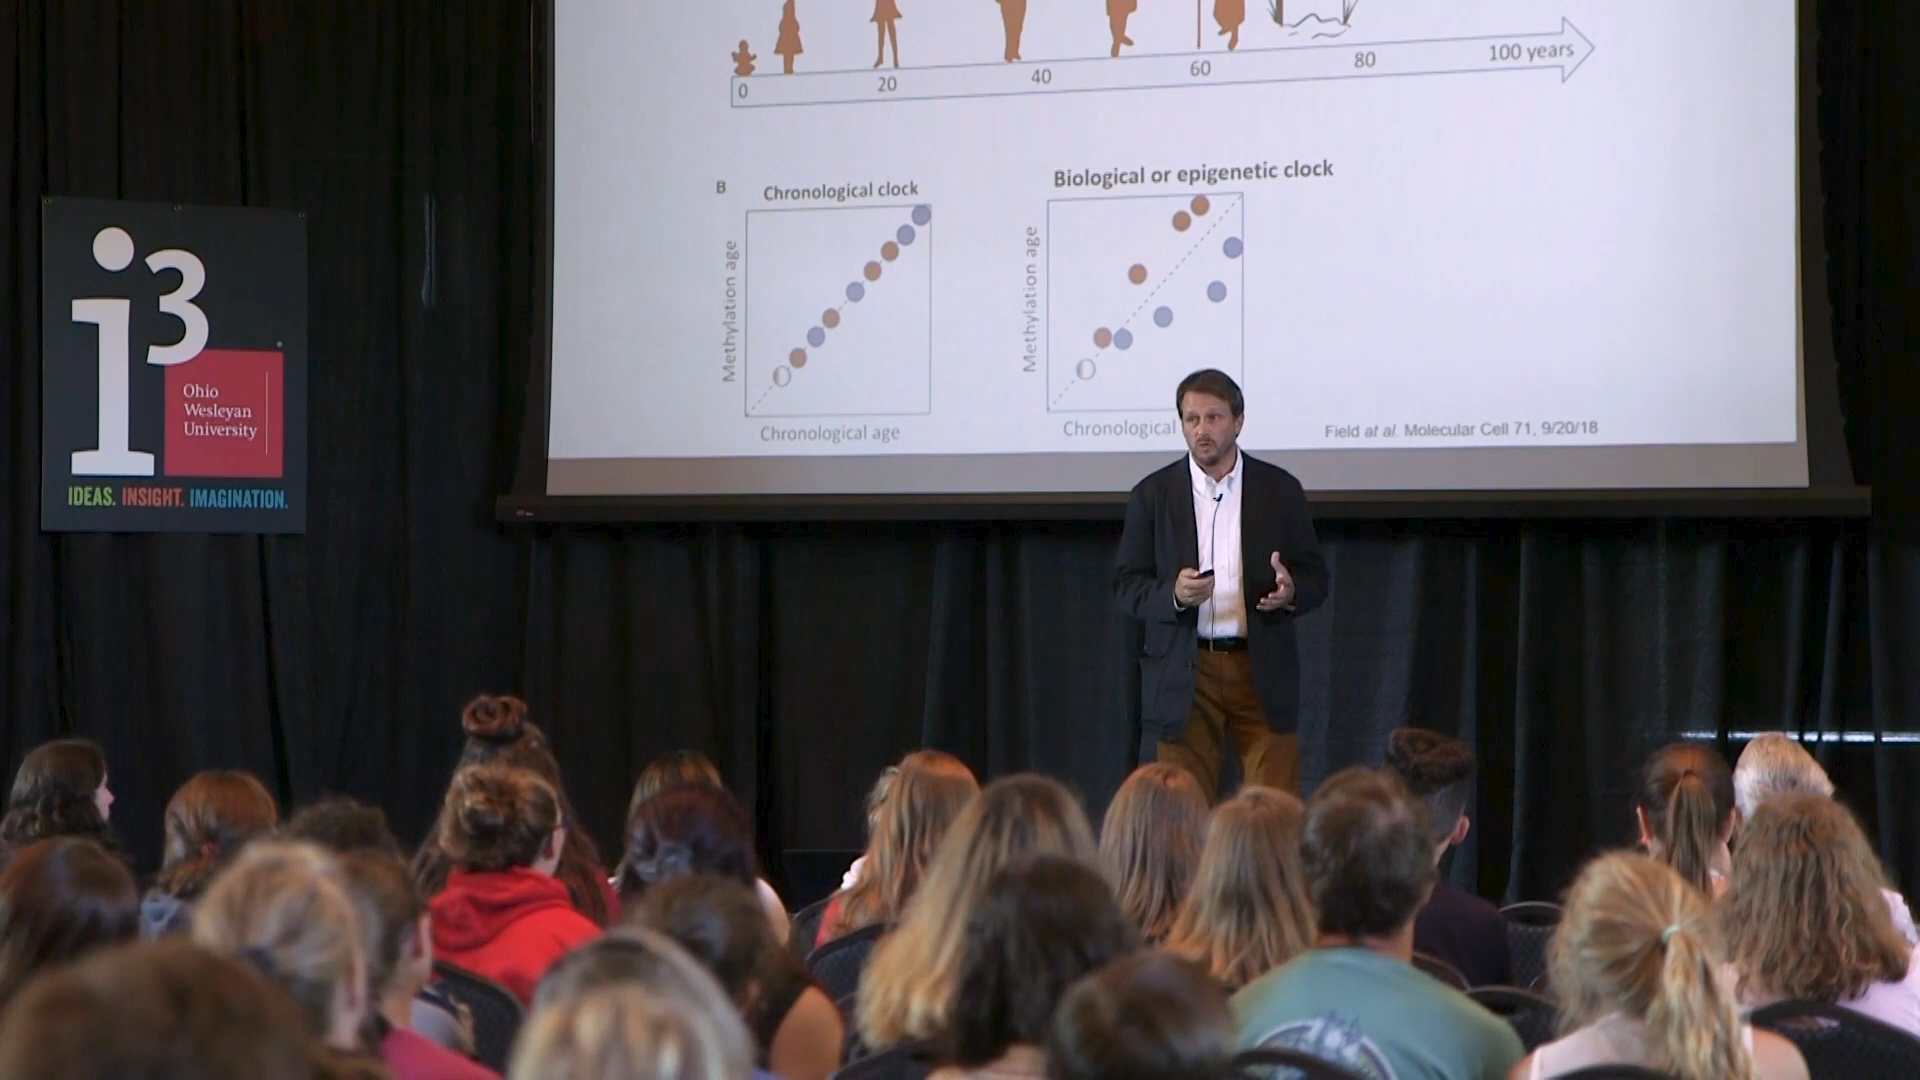 0
20
40
60
80
100 years
B
Chronological clock
Biological or epigenetic clock
Methylation age
Methylation age
Chronological age
Chronological
Field at al. Molecular Cell 71, 9/20/18
i3
Ohio
Wesleyan
University
IDEAS. INSIGHT. IMAGINATION.